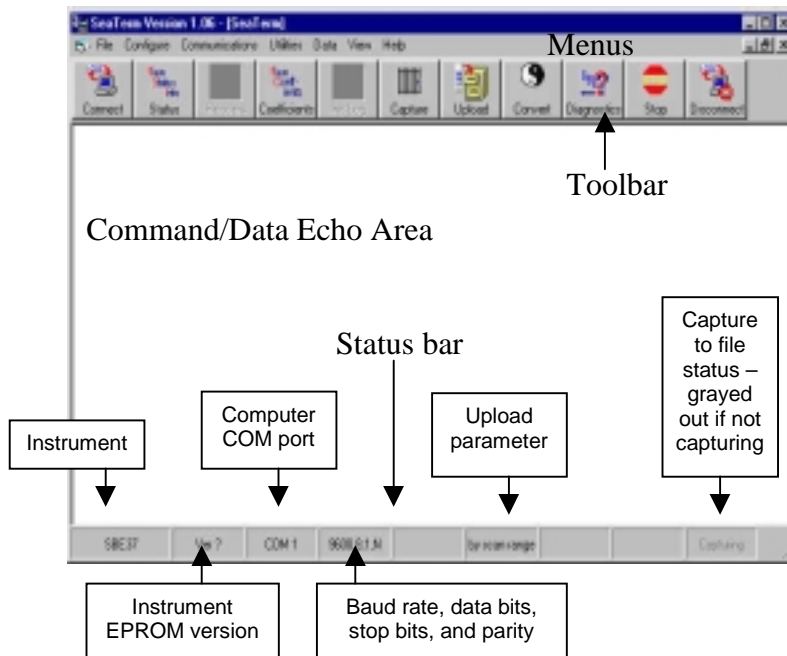 SeaTerm Version 1.06 - [SeaTerm]
File Configure Communications Utilities Data View Help
Menus
Connect Status Coefficients Capture Upload Convert Diagnostics Stop Disconnect
Toolbar
Command/Data Echo Area
Status bar
Capture
to file
status –
grayed
out if not
capturing
Computer
COM port
Upload
parameter
Instrument
SBE37 Ver ? COM 1 9600,8,1,N by scan range Capturing
Instrument
EPROM version
Baud rate, data bits,
stop bits, and parity